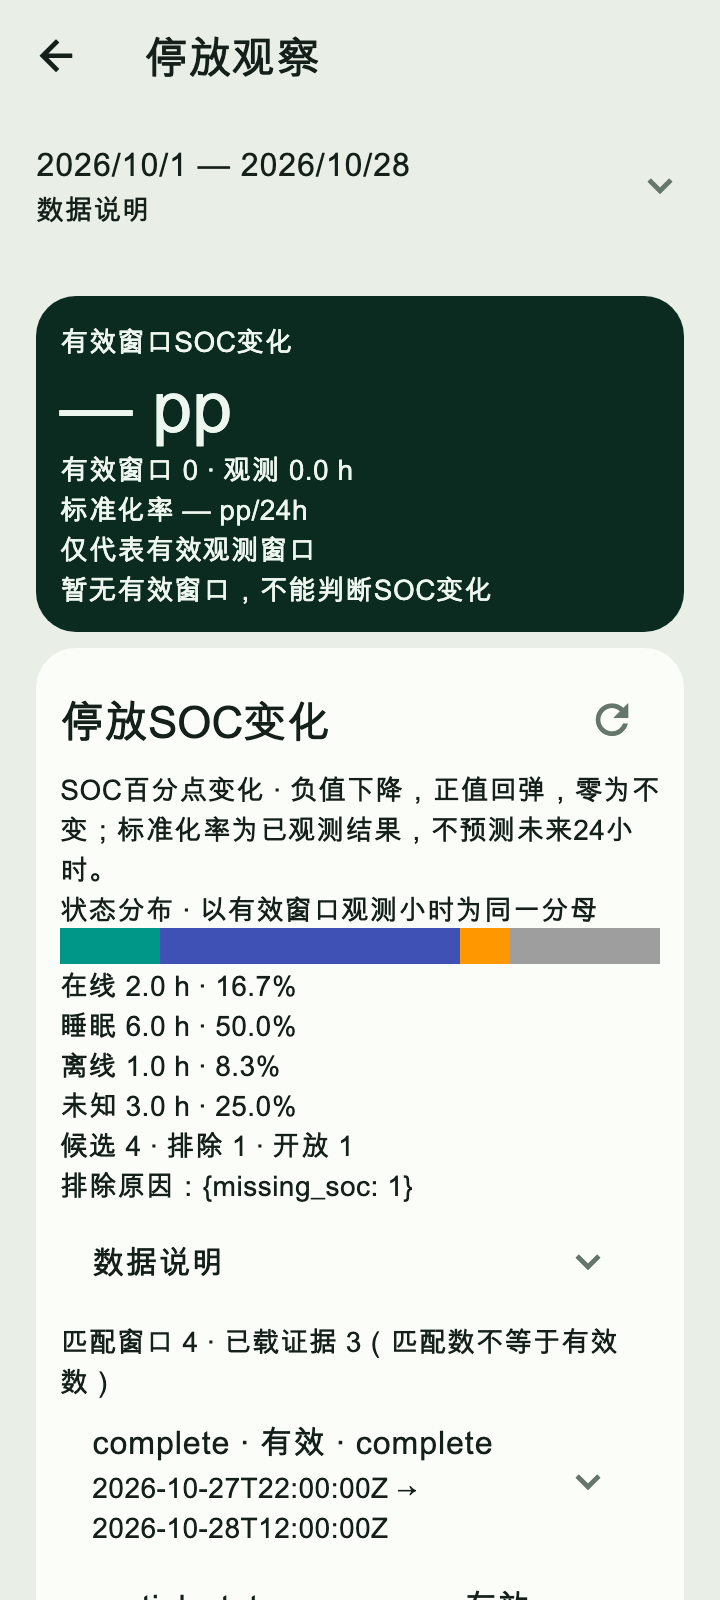 停放观察
2026/10/1 — 2026/10/28
数据说明
有效窗口SOC变化
— pp
有效窗口 0 · 观测 0.0 h
标准化率 — pp/24h
仅代表有效观测窗口
暂无有效窗口，不能判断SOC变化
停放SOC变化
SOC百分点变化 · 负值下降，正值回弹，零为不
变；标准化率为已观测结果，不预测未来24小
时。
状态分布 · 以有效窗口观测小时为同一分母
在线 2.0 h · 16.7%
睡眠 6.0 h · 50.0%
离线 1.0 h · 8.3%
未知 3.0 h · 25.0%
候选 4 · 排除 1 · 开放 1
排除原因：{missing_soc: 1}
数据说明
匹配窗口 4 · 已载证据 3（匹配数不等于有效
数）
complete · 有效 · complete
2026-10-27T22:00:00Z →
2026-10-28T12:00:00Z